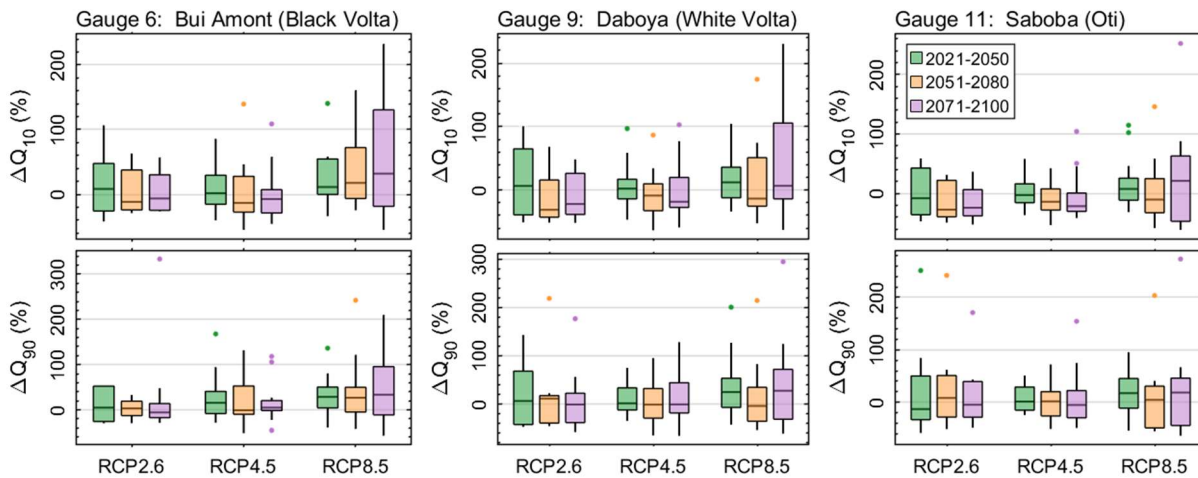 Gauge 6: Bui Amont (Black Volta)
Gauge 9: Daboya (White Volta)
Gauge 11: Saboba (Oti)
ΔQ10 (%)
200
100
0
ΔQ10 (%)
200
100
0
ΔQ10 (%)
200
100
0
2021-2050
2051-2080
2071-2100
ΔQ90 (%)
300
200
100
0
ΔQ90 (%)
300
200
100
0
ΔQ90 (%)
200
100
0
RCP2.6 RCP4.5 RCP8.5
RCP2.6 RCP4.5 RCP8.5
RCP2.6 RCP4.5 RCP8.5